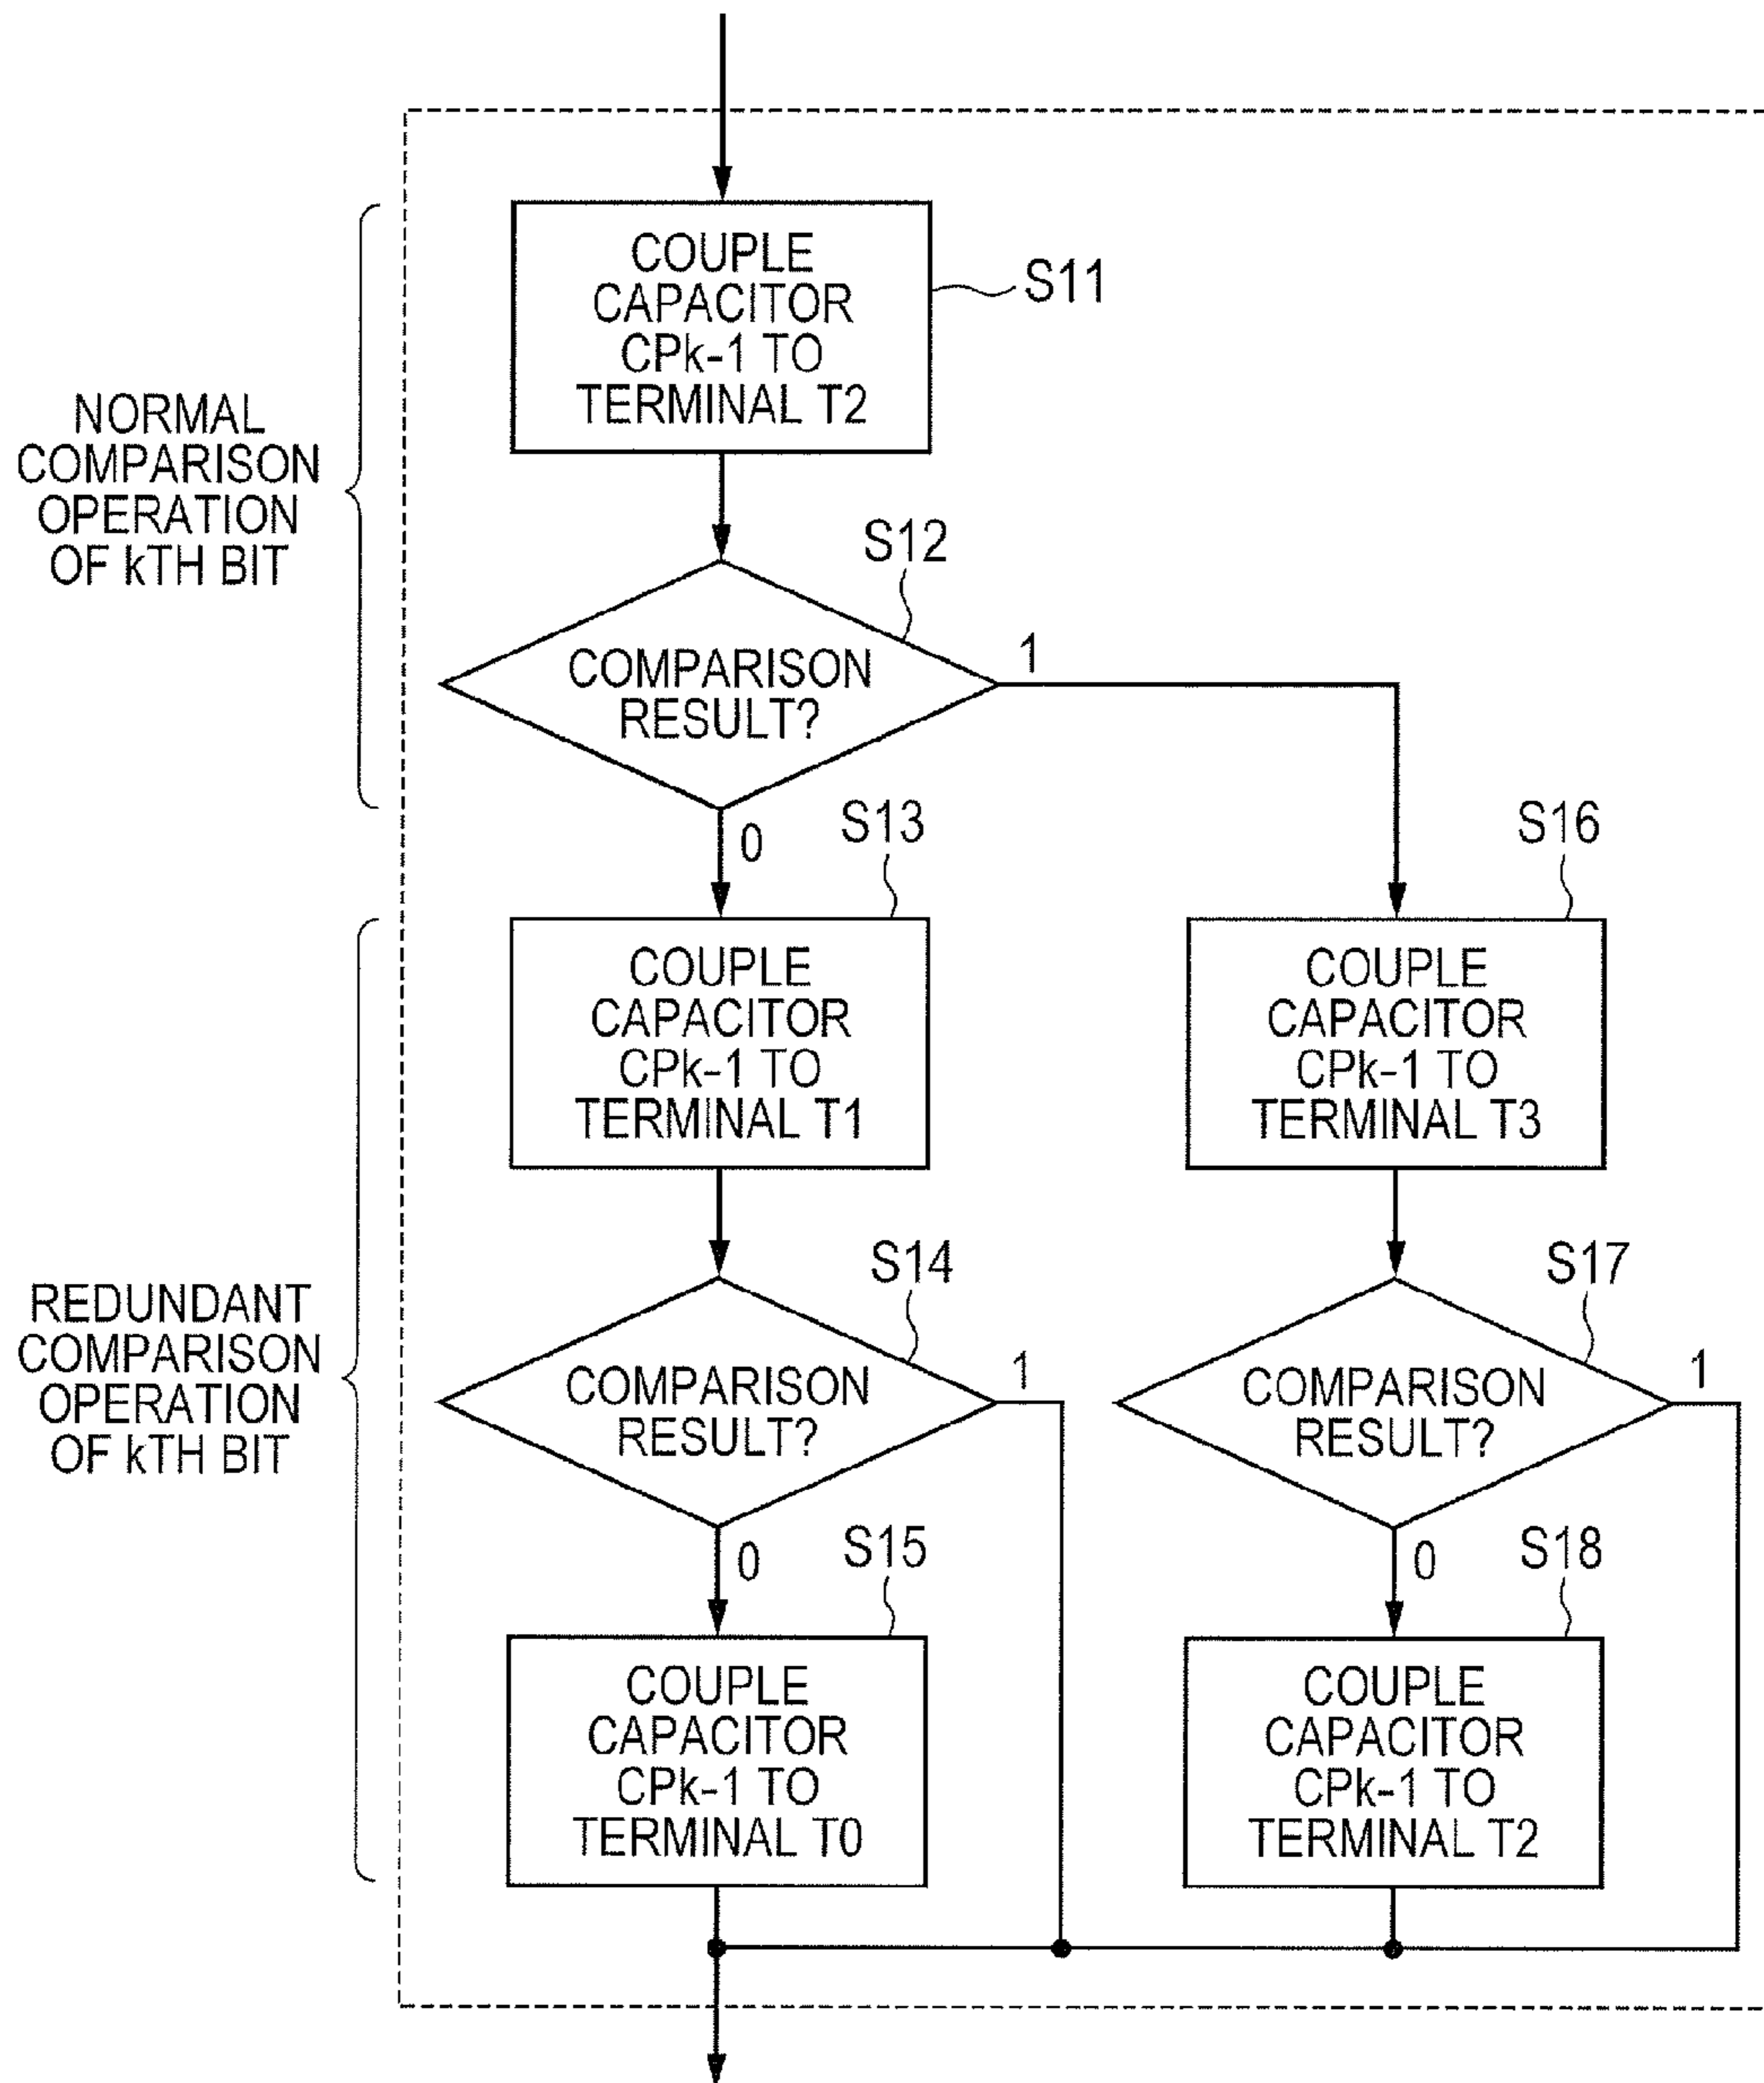 COUPLE
CAPACITOR
CPk-1 TO
TERMINAL T2
S11
NORMAL
COMPARISON
OPERATION
OF kTH BIT
S12
COMPARISON
RESULT?
1
0
S13
S16
COUPLE
CAPACITOR
CPk-1 TO
TERMINAL T1
COUPLE
CAPACITOR
CPk-1 TO
TERMINAL T3
REDUNDANT
COMPARISON
OPERATION
OF kTH BIT
S14
COMPARISON
RESULT?
1
0
S17
COMPARISON
RESULT?
1
0
S15
S18
COUPLE
CAPACITOR
CPk-1 TO
TERMINAL T0
COUPLE
CAPACITOR
CPk-1 TO
TERMINAL T2